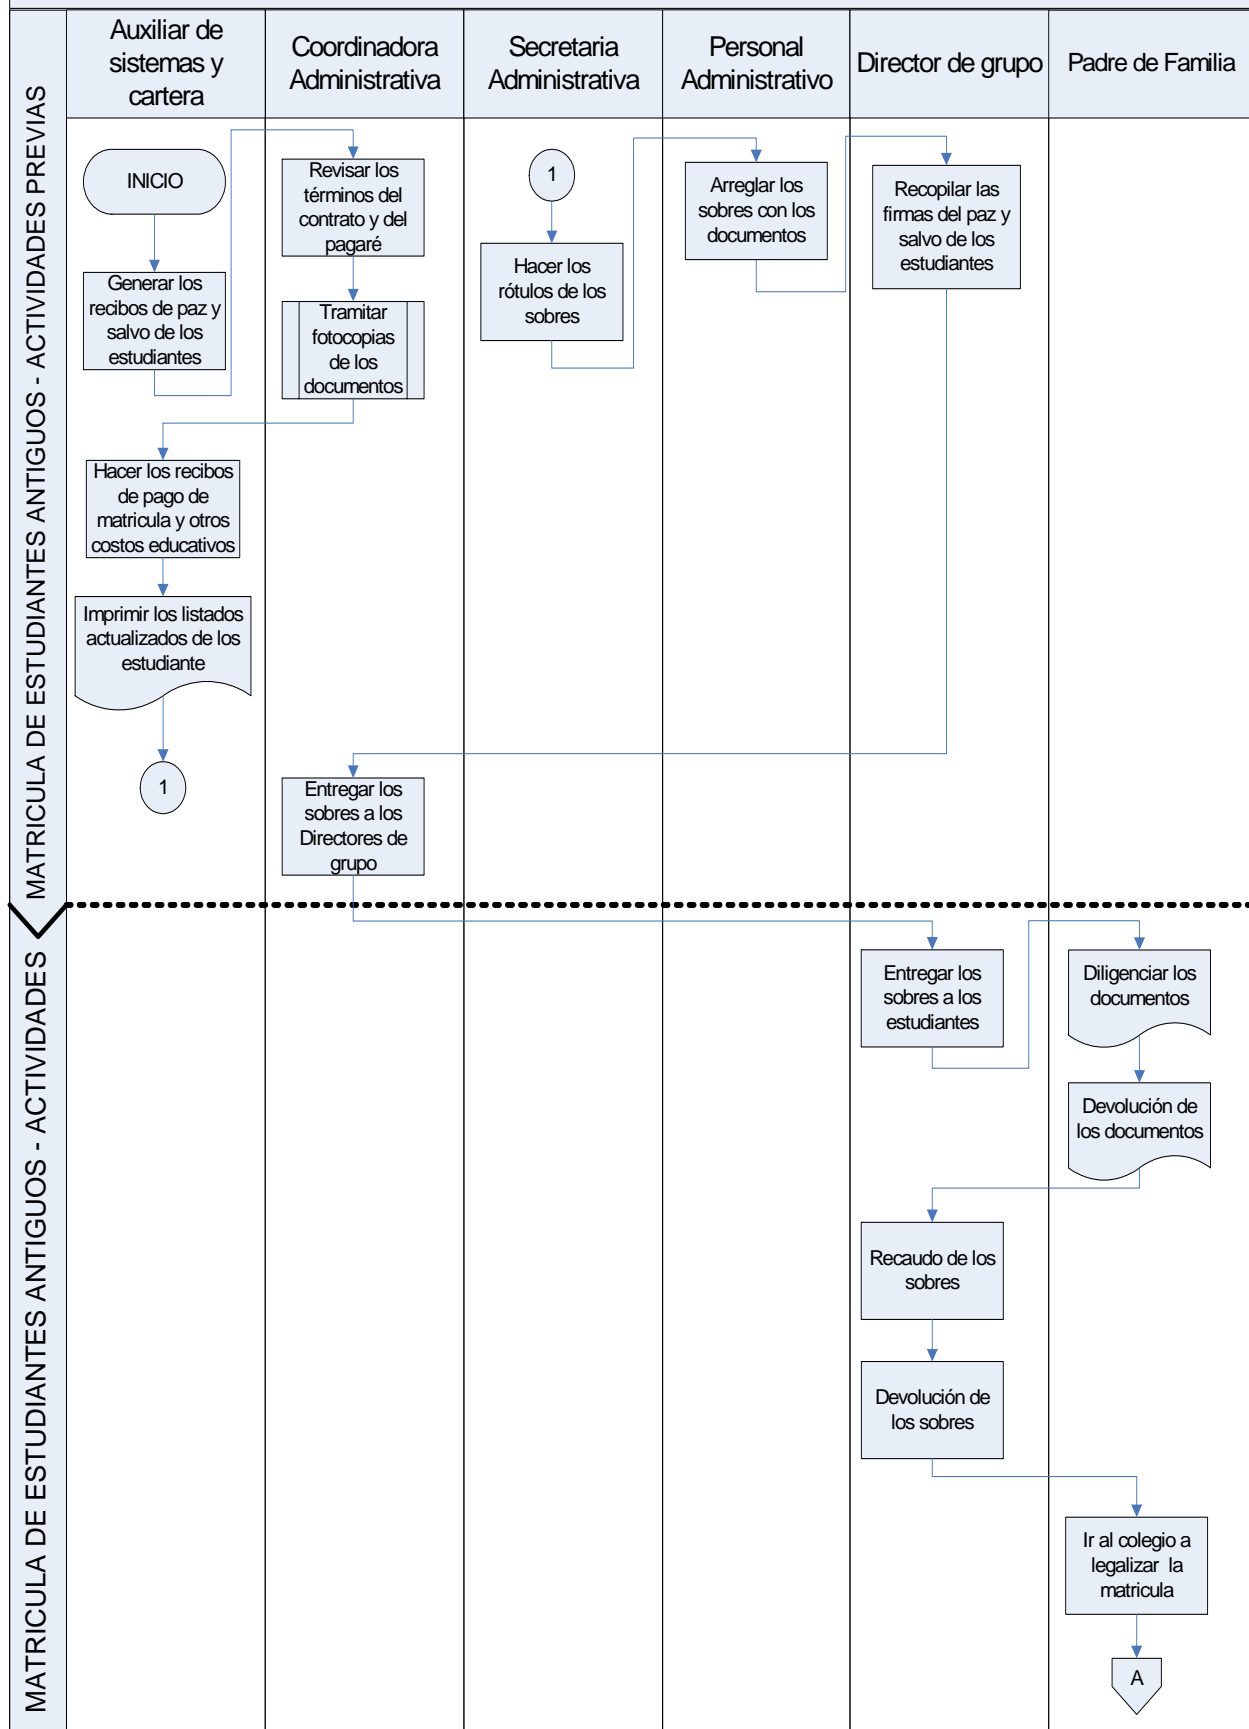 Auxiliar de
sistemas y
cartera
Coordinadora
Administrativa
Secretaria
Administrativa
Personal
Administrativo
Director de grupo
Padre de Familia
MATRICULA DE ESTUDIANTES ANTIGUOS - ACTIVIDADES PREVIAS
INICIO
Generar los
recibos de paz y
salvo de los
estudiantes
Revisar los
términos del
contrato y del
pagaré
Tramitar
fotocopias
de los
documentos
Hacer los recibos
de pago de
matricula y otros
costos educativos
Imprimir los listados
actualizados de los
estudiante
1
1
Hacer los
rótulos de los
sobres
Arreglar los
sobres con los
documentos
Recopilar las
firmas del paz y
salvo de los
estudiantes
Entregar los
sobres a los
Directores de
grupo
MATRICULA DE ESTUDIANTES ANTIGUOS - ACTIVIDADES
Entregar los
sobres a los
estudiantes
Diligenciar los
documentos
Devolución de
los documentos
Recaudo de los
sobres
Devolución de
los sobres
Ir al colegio a
legalizar la
matricula
A